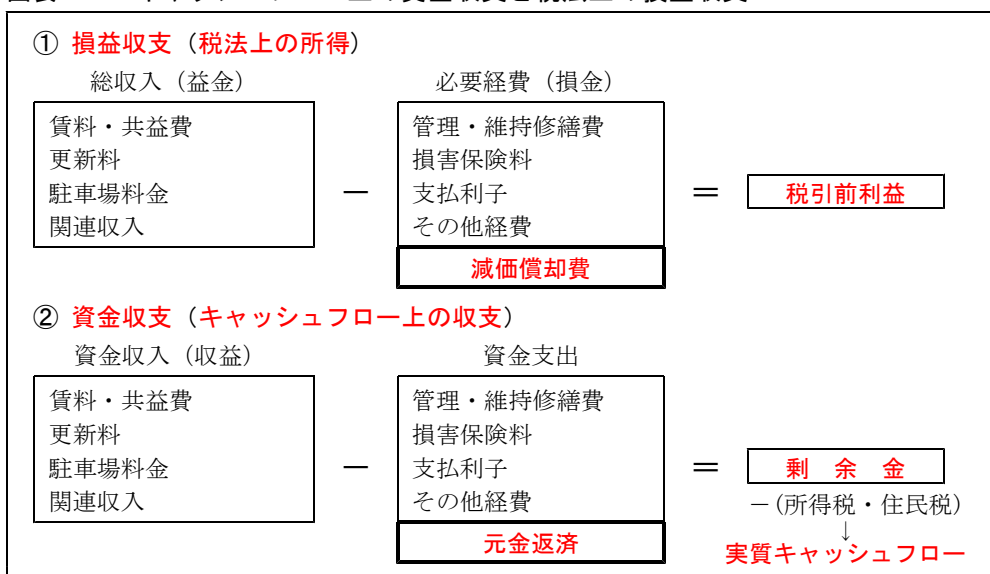 ① 損益収支（税法上の所得）
総収入（益金）
必要経費（損金）
賃料・共益費
更新料
駐車場料金
関連収入
－
管理・維持修繕費
損害保険料
支払利子
その他経費
減価償却費
＝
税引前利益
② 資金収支（キャッシュフロー上の収支）
資金収入（収益）
資金支出
賃料・共益費
更新料
駐車場料金
関連収入
－
管理・維持修繕費
損害保険料
支払利子
その他経費
元金返済
＝
剰 余 金
－(所得税・住民税)
↓
実質キャッシュフロー